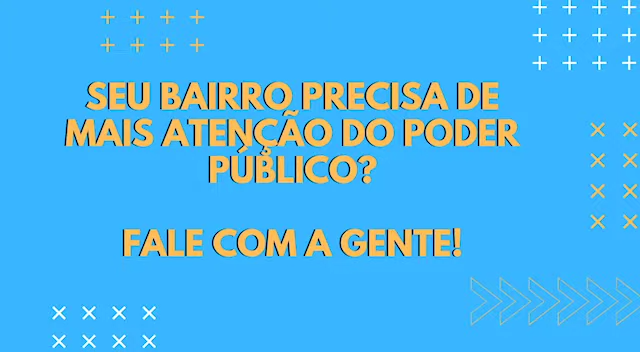 SEU BAIRRO PRECISA DE
MAIS ATENÇÃO DO PODER
PÚBLICO?
FALE COM A GENTE!